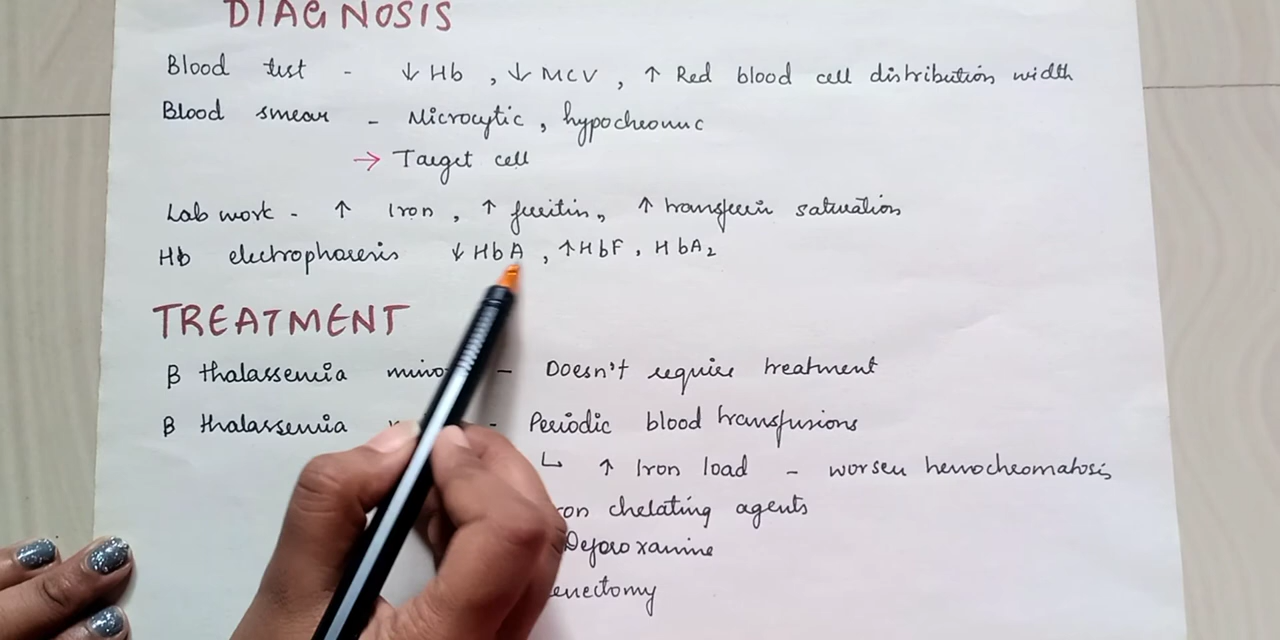 DIAGNOSIS
Blood test - ↓ Hb , ↓ MCV , ↑ Red blood cell distribution width
Blood smear - Microcytic , hypochromic
→ Target cell
Lab work - ↑ Iron , ↑ ferritin, ↑ transferrin saturation
Hb electrophoresis ↓ HbA , ↑ HbF , HbA2
TREATMENT
β thalassemia minor - Doesn't require treatment
β thalassemia - Periodic blood transfusions
↳ ↑ Iron load - worsen hemochromatosis
chelating agents
Deferoxamine